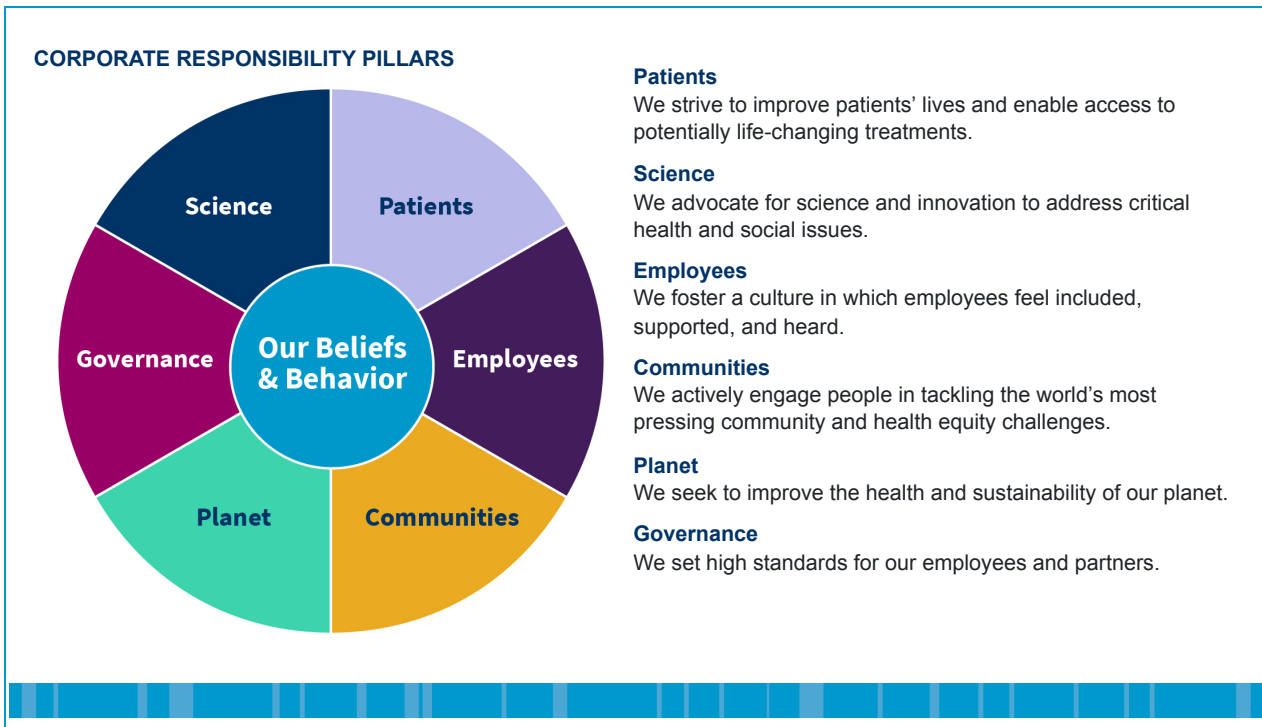 CORPORATE RESPONSIBILITY PILLARS
Science
Patients
Governance
Our Beliefs
& Behavior
Employees
Planet
Communities
Patients
We strive to improve patients’ lives and enable access to
potentially life-changing treatments.
Science
We advocate for science and innovation to address critical
health and social issues.
Employees
We foster a culture in which employees feel included,
supported, and heard.
Communities
We actively engage people in tackling the world’s most
pressing community and health equity challenges.
Planet
We seek to improve the health and sustainability of our planet.
Governance
We set high standards for our employees and partners.